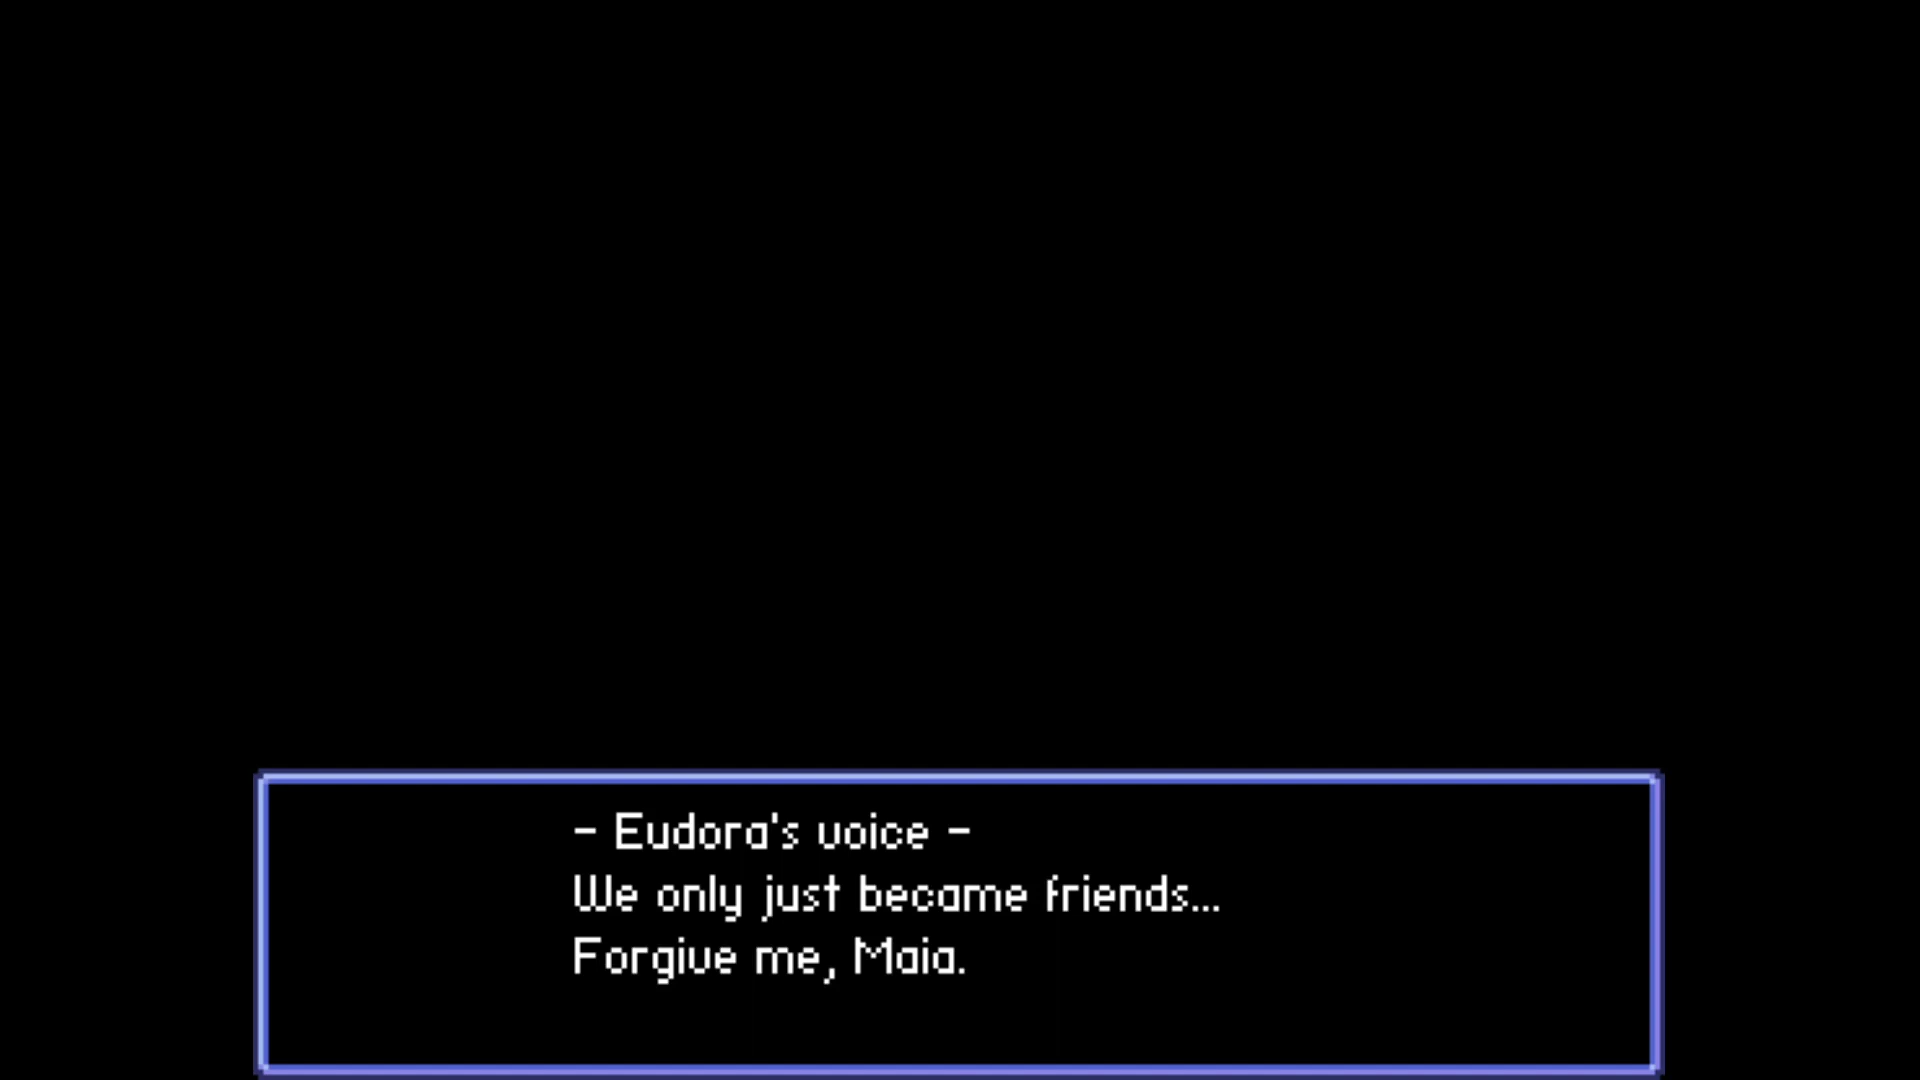 - Eudora's voice -
We only just became friends...
Forgive me, Maia.